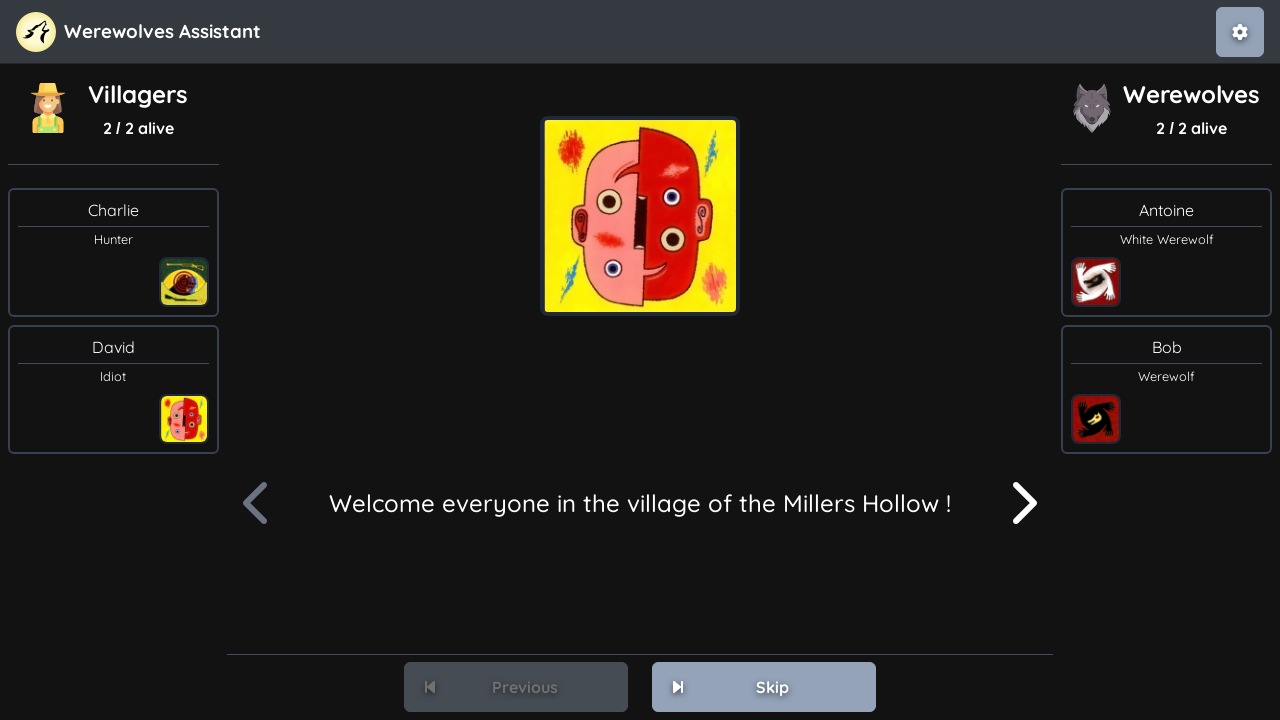 Werewolves Assistant
Villagers
2 / 2 alive
Charlie
Hunter
David
Idiot
Welcome everyone in the village of the Millers Hollow !
Previous
Skip
Werewolves
2 / 2 alive
Antoine
White Werewolf
Bob
Werewolf